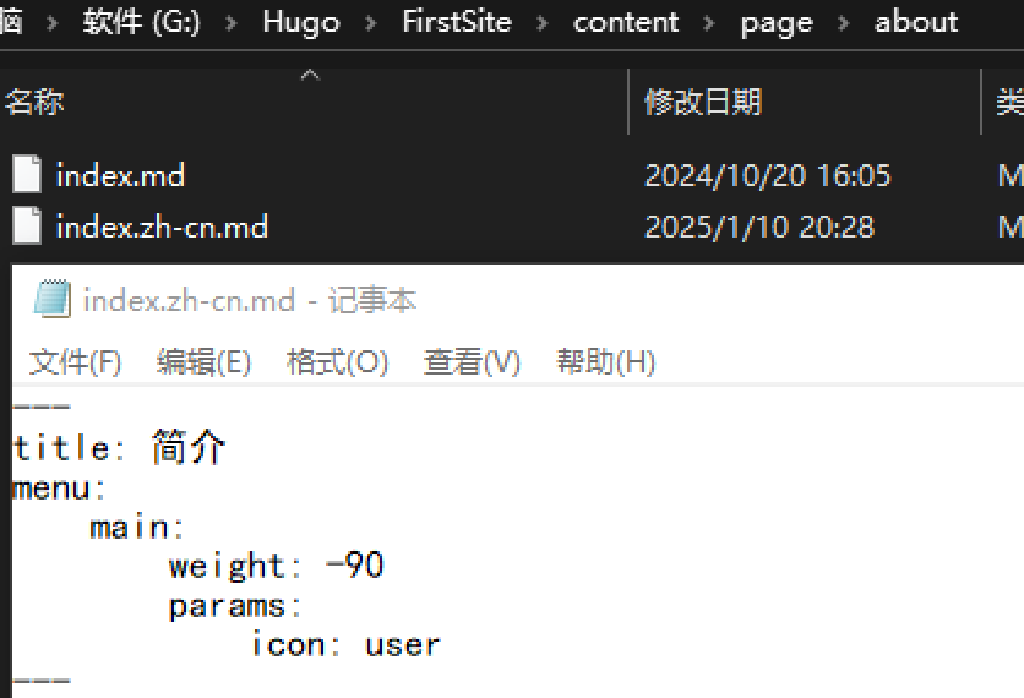 脑 > 软件 (G:) > Hugo > FirstSite > content > page > about
名称 修改日期 类
index.md 2024/10/20 16:05 M
index.zh-cn.md 2025/1/10 20:28 M
index.zh-cn.md - 记事本
文件(F) 编辑(E) 格式(O) 查看(V) 帮助(H)
---
title: 简介
menu:
main:
weight: -90
params:
icon: user
---